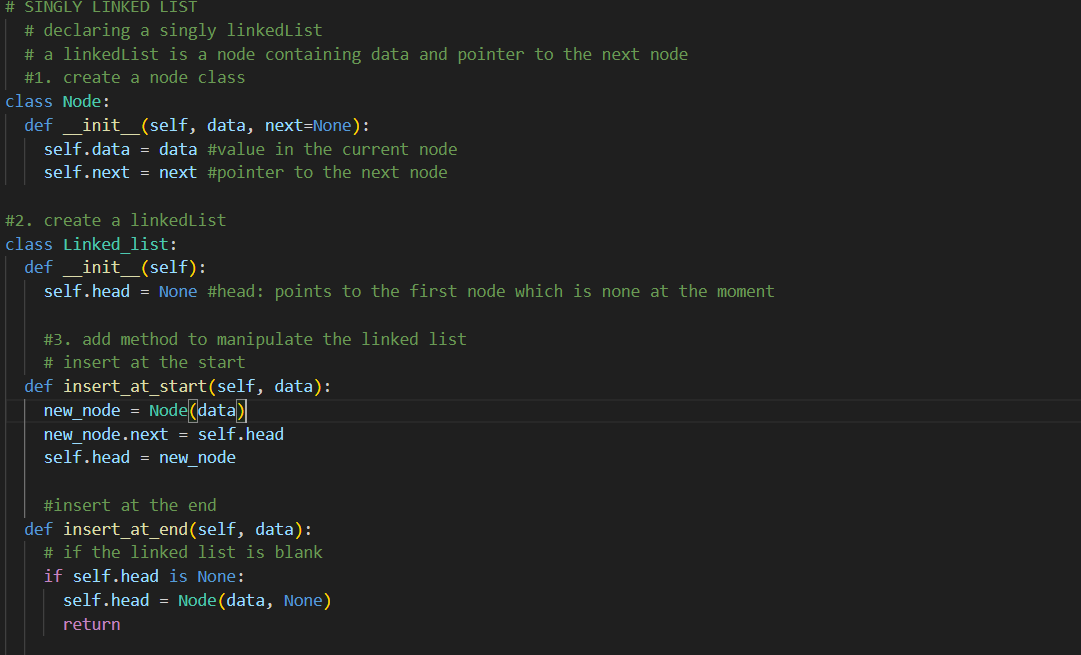 # SINGLY LINKED LIST
# declaring a singly linkedList
# a linkedList is a node containing data and pointer to the next node
#1. create a node class
class Node:
def __init__(self, data, next=None):
self.data = data #value in the current node
self.next = next #pointer to the next node
#2. create a linkedList
class Linked_list:
def __init__(self):
self.head = None #head: points to the first node which is none at the moment
#3. add method to manipulate the linked list
# insert at the start
def insert_at_start(self, data):
new_node = Node(data)
new_node.next = self.head
self.head = new_node
#insert at the end
def insert_at_end(self, data):
# if the linked list is blank
if self.head is None:
self.head = Node(data, None)
return